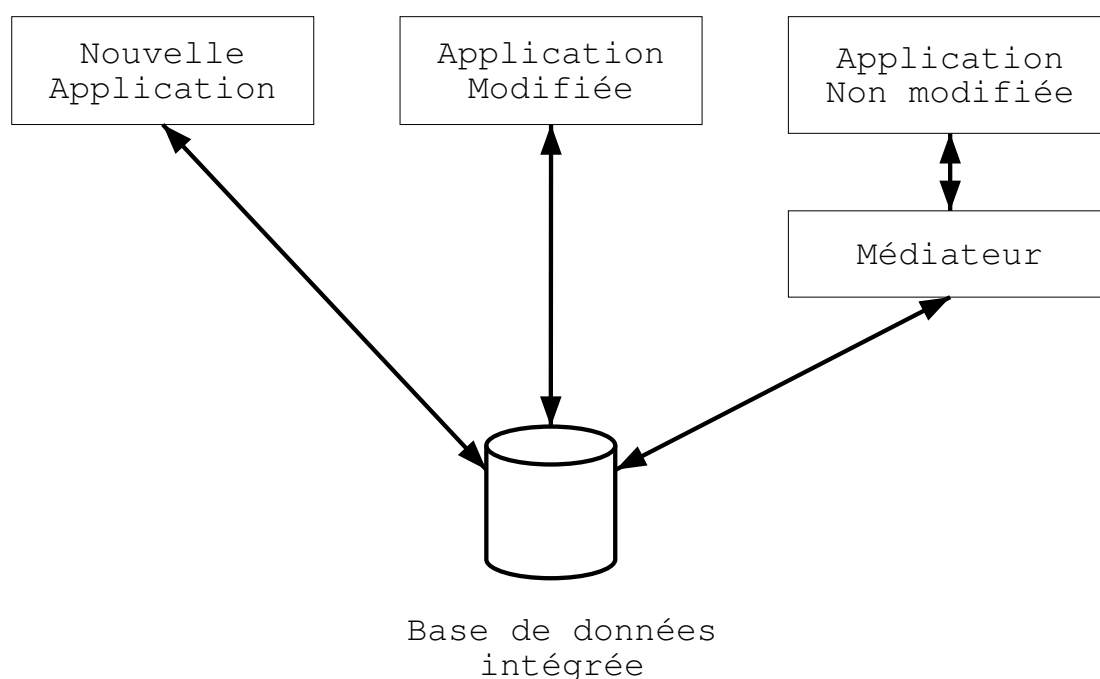 Nouvelle
Application
Application
Modifiée
Application
Non modifiée
Médiateur
Base de données
intégrée